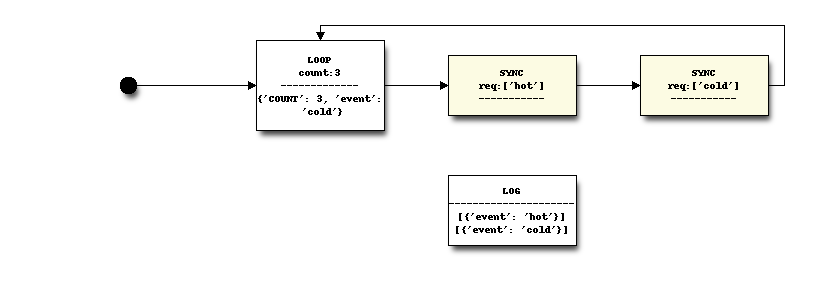 LOOP
count:3
-------------
{'COUNT': 3, 'event':
'cold'}
SYNC
req:['hot']
-----------
SYNC
req:['cold']
-----------
LOG
---------------------
[{'event': 'hot'}]
[{'event': 'cold'}]